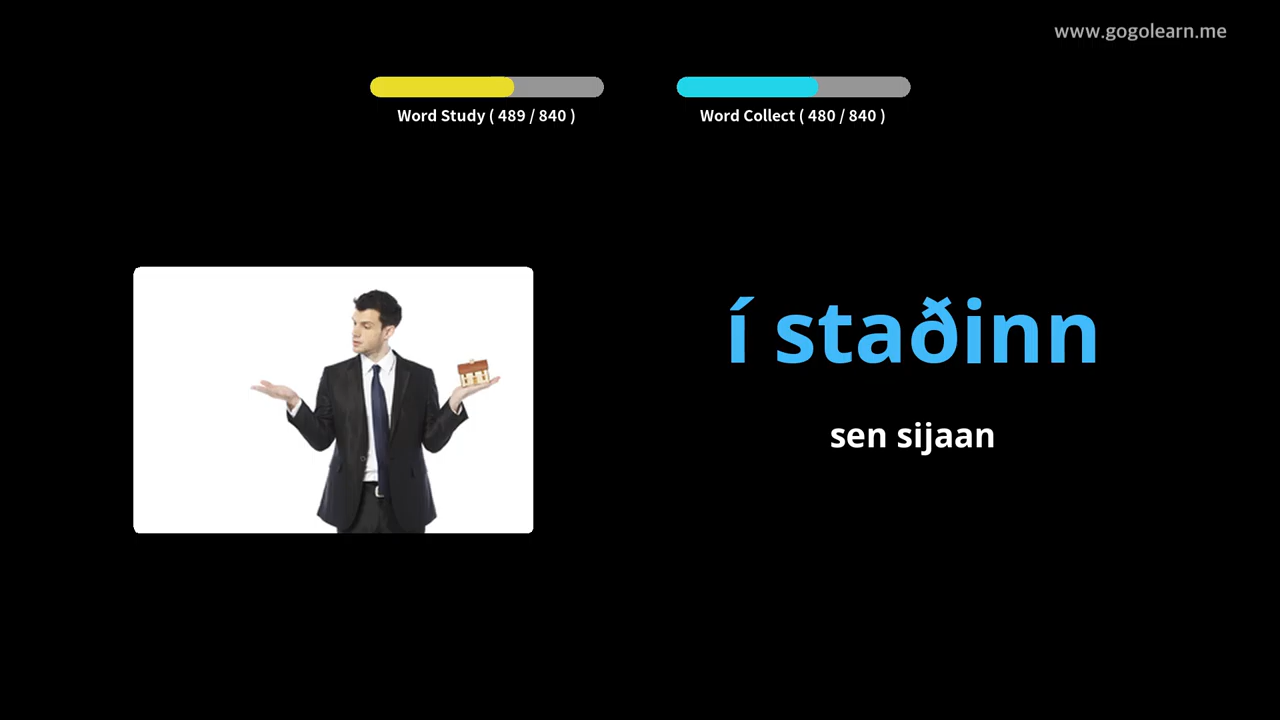 www.gogolearn.me
Word Study ( 489 / 840 )
Word Collect ( 480 / 840 )
í staðinn
sen sijaan